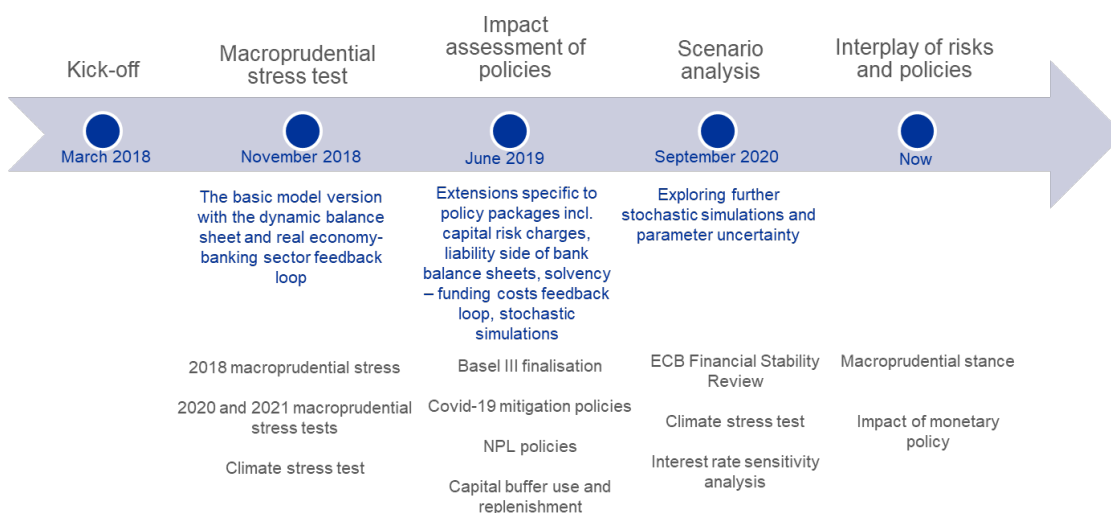 Kick-off
Macroprudential
stress test
Impact
assessment of
policies
Scenario
analysis
Interplay of risks
and policies
March 2018
November 2018
June 2019
September 2020
Now
The basic model version
with the dynamic balance
sheet and real economy-
banking sector feedback
loop
Extensions specific to
policy packages incl.
capital risk charges,
liability side of bank
balance sheets, solvency
– funding costs feedback
loop, stochastic
simulations
Exploring further
stochastic simulations and
parameter uncertainty
2018 macroprudential stress
2020 and 2021 macroprudential
stress tests
Climate stress test
Basel III finalisation
Covid-19 mitigation policies
NPL policies
Capital buffer use and
replenishment
ECB Financial Stability
Review
Climate stress test
Interest rate sensitivity
analysis
Macroprudential stance
Impact of monetary
policy